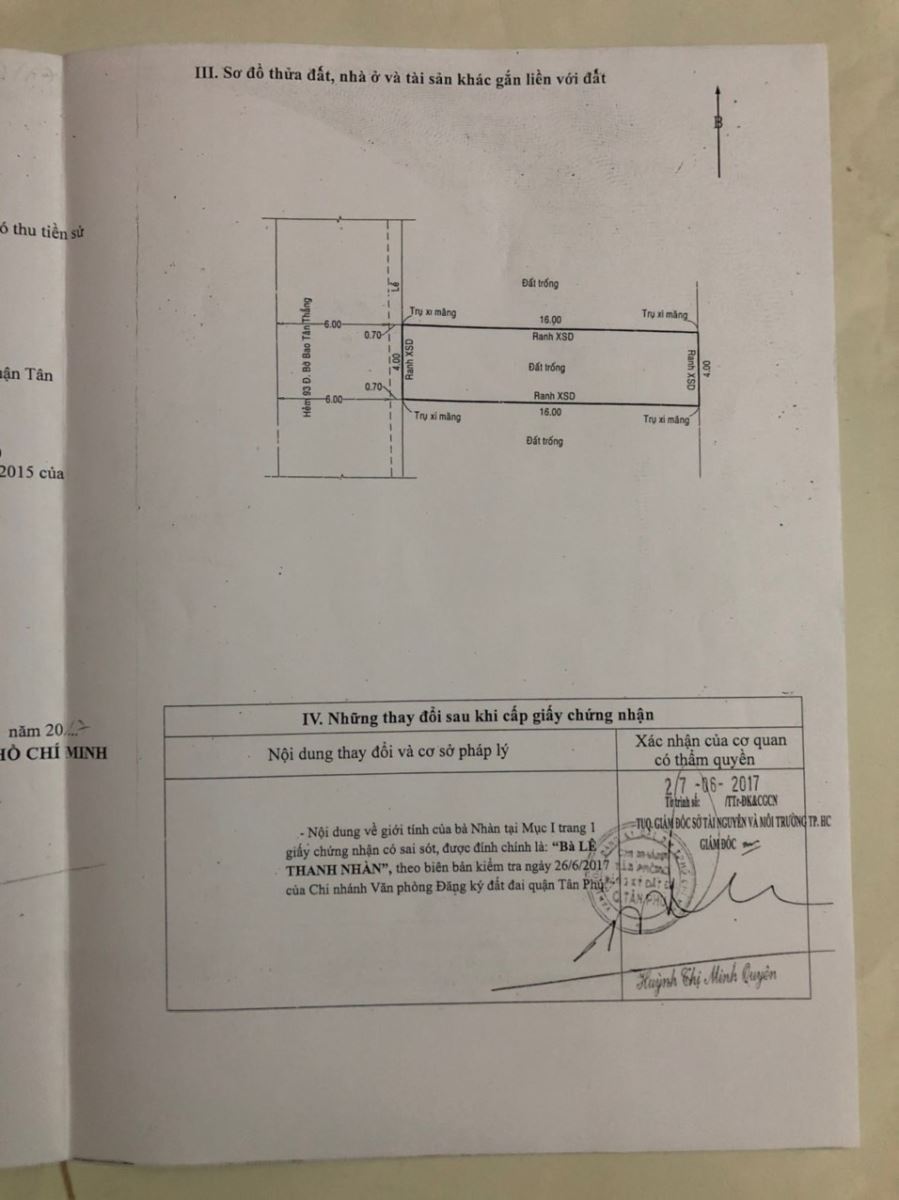 III. Sơ đồ thửa đất, nhà ở và tài sản khác gắn liền với đất
B
ó thu tiền sử
ận Tân
2015 của
năm 20
HỒ CHÍ MINH
Đất trống
Lề
Trụ xi măng
16.00
Trụ xi măng
6.00
0.70
Ranh XSD
Hẻm 93 Đ. Bờ Bao Tân Thắng
4.00
Ranh XSD
Đất trống
Ranh XSD
4.00
0.70
6.00
Ranh XSD
16.00
Trụ xi măng
Trụ xi măng
Đất trống
IV. Những thay đổi sau khi cấp giấy chứng nhận
Nội dung thay đổi và cơ sở pháp lý
Xác nhận của cơ quan
có thẩm quyền
- Nội dung về giới tính của bà Nhàn tại Mục I trang 1
giấy chứng nhận có sai sót, được đính chính là: “Bà LÊ
THANH NHÀN”, theo biên bản kiểm tra ngày 26/6/2017
của Chi nhánh Văn phòng Đăng ký đất đai quận Tân Phú
27 -06- 2017
Tờ trình số: /TTr-ĐK&CGCN
TUQ. GIÁM ĐỐC SỞ TÀI NGUYÊN VÀ MÔI TRƯỜNG TP. HC
GIÁM ĐỐC
Q. TÂN PHÚ
Huỳnh Thị Minh Quyên